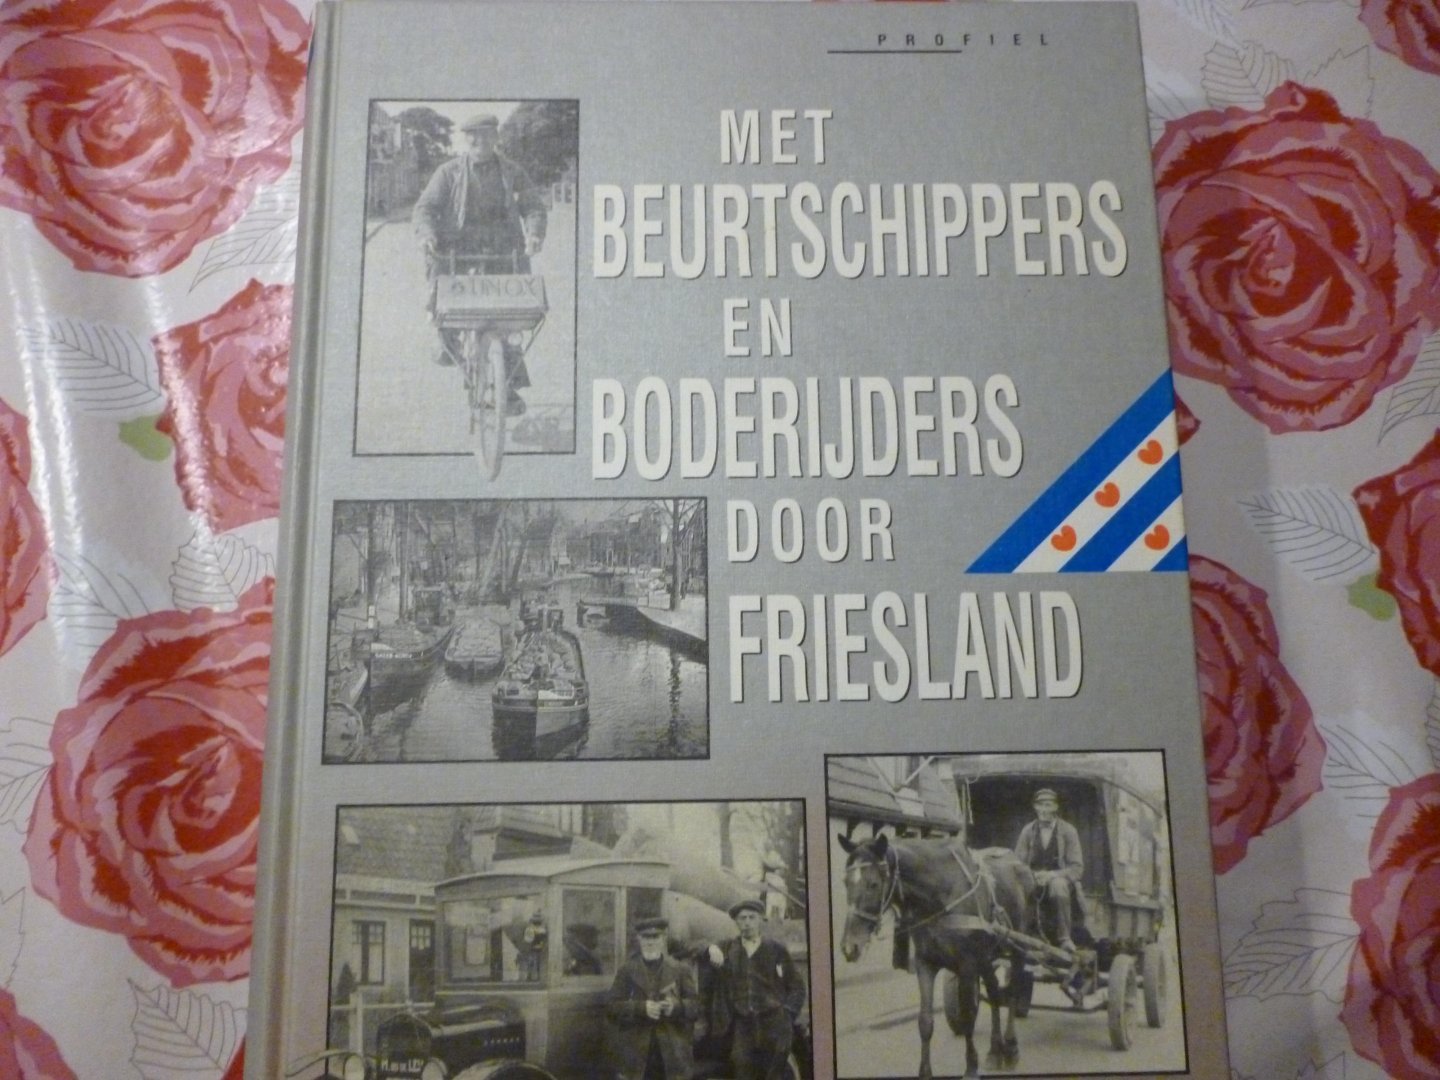 PROFIEL
MET
BEURTSCHIPPERS
EN
BODERIJDERS
DOOR
FRIESLAND